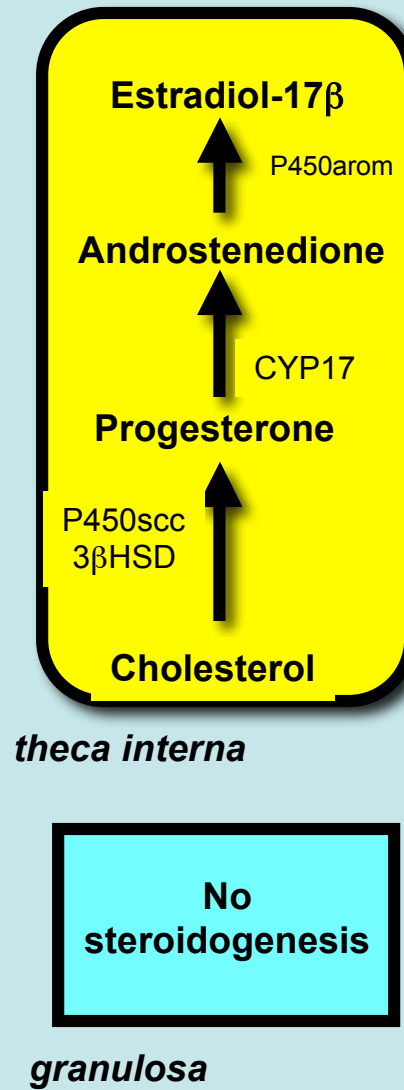 Estradiol-17β
P450arom
Androstenedione
CYP17
Progesterone
P450scc
3βHSD
Cholesterol
theca interna
No
steroidogenesis
granulosa